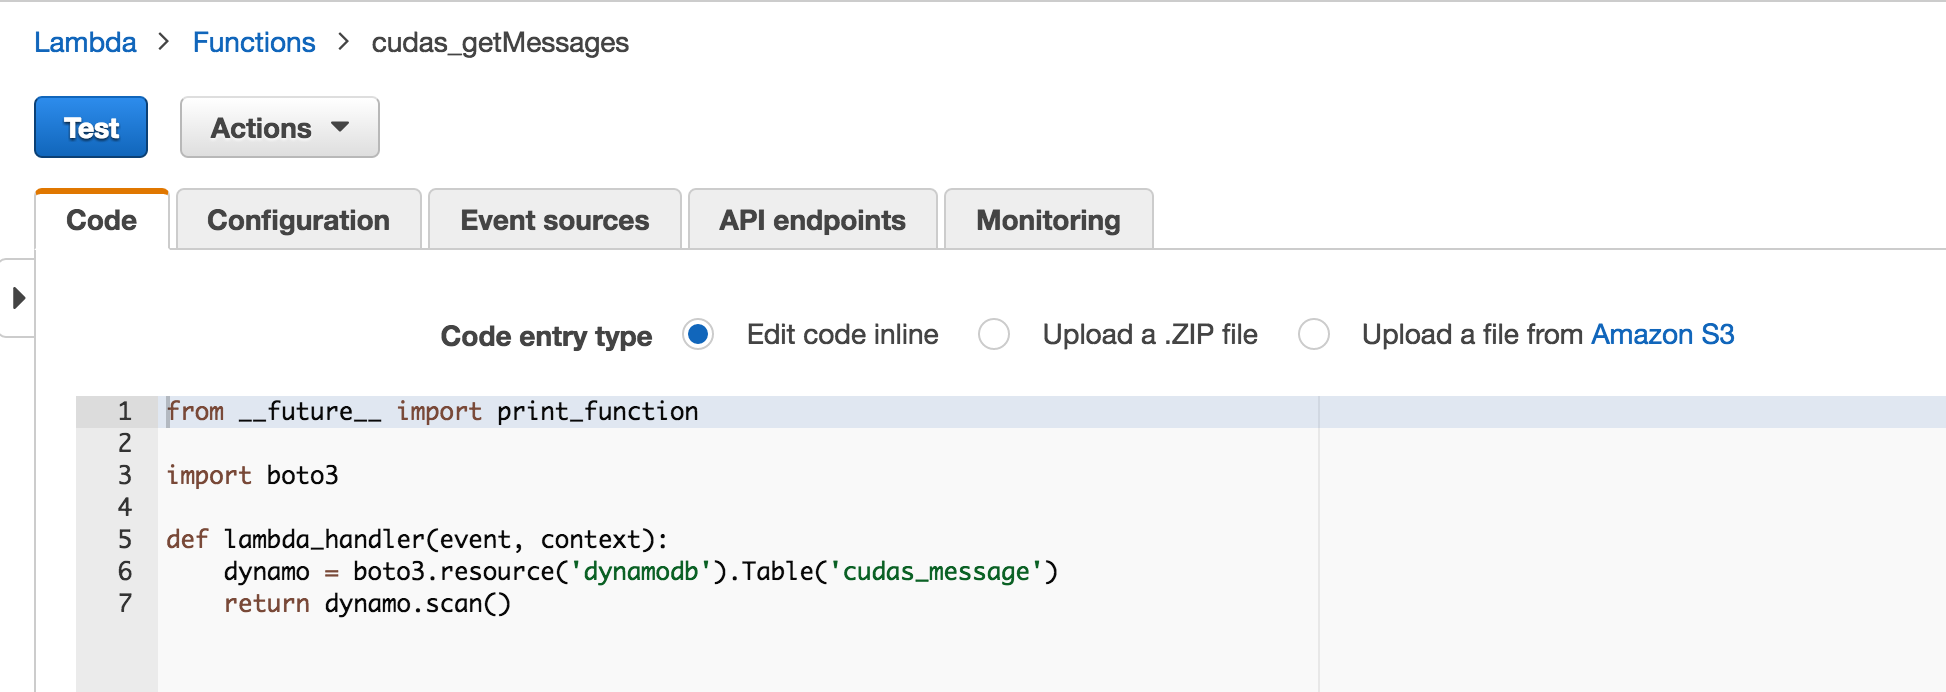 Lambda > Functions > cudas_getMessages
Test Actions
Code Configuration Event sources API endpoints Monitoring
Code entry type Edit code inline Upload a .ZIP file Upload a file from Amazon S3
1 from __future__ import print_function
2
3 import boto3
4
5 def lambda_handler(event, context):
6     dynamo = boto3.resource('dynamodb').Table('cudas_message')
7     return dynamo.scan()